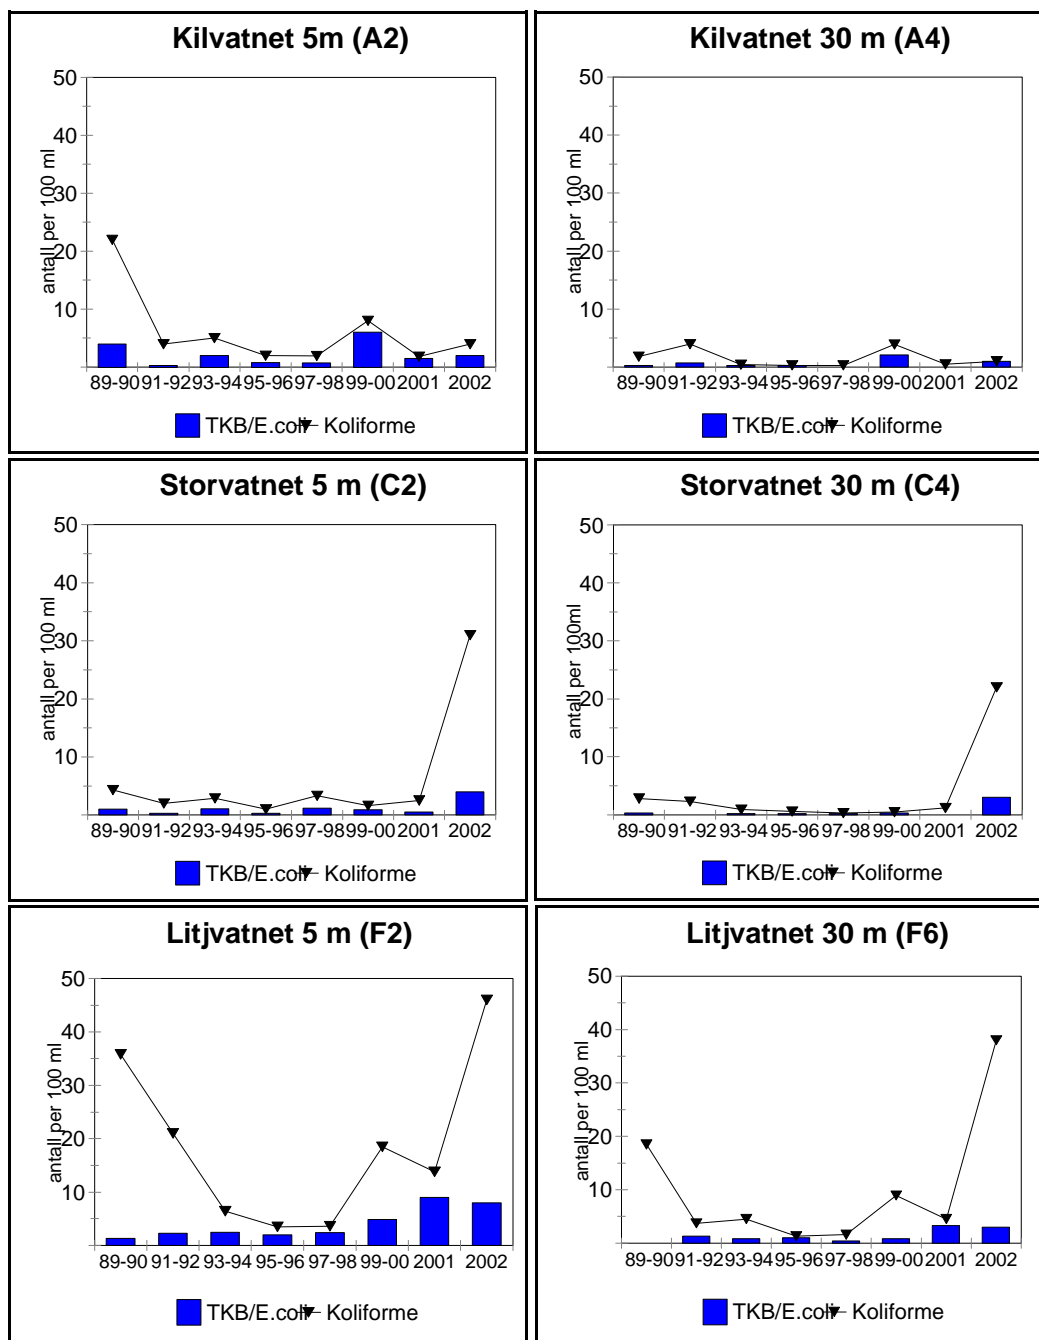 Kilvatnet 5m (A2)
50
40
30
20
10
antall per 100 ml
89-90 91-92 93-94 95-96 97-98 99-00 2001 2002
TKB/E.coli Koliforme
Kilvatnet 30 m (A4)
50
40
30
20
10
antall per 100 ml
89-90 91-92 93-94 95-96 97-98 99-00 2001 2002
TKB/E.coli Koliforme
Storvatnet 5 m (C2)
50
40
30
20
10
antall per 100 ml
89-90 91-92 93-94 95-96 97-98 99-00 2001 2002
TKB/E.coli Koliforme
Storvatnet 30 m (C4)
50
40
30
20
10
antall per 100ml
89-90 91-92 93-94 95-96 97-98 99-00 2001 2002
TKB/E.coli Koliforme
Litjvatnet 5 m (F2)
50
40
30
20
10
antall per 100 ml
89-90 91-92 93-94 95-96 97-98 99-00 2001 2002
TKB/E.coli Koliforme
Litjvatnet 30 m (F6)
50
40
30
20
10
antall per 100 ml
89-90 91-92 93-94 95-96 97-98 99-00 2001 2002
TKB/E.coli Koliforme